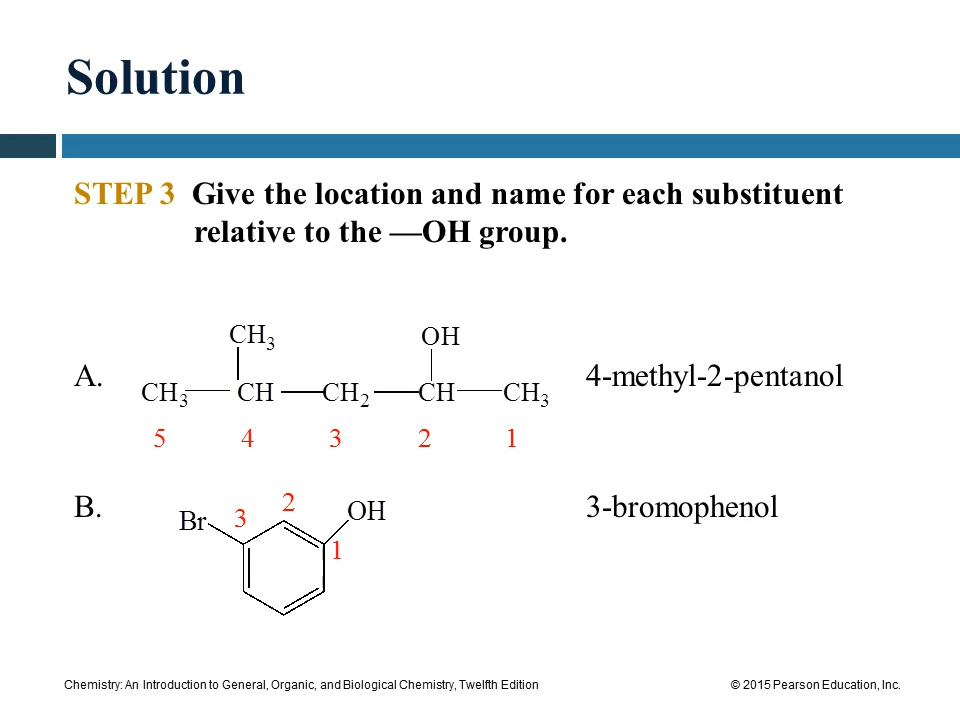 Solution
STEP 3 Give the location and name for each substituent
relative to the —OH group.
CH₃ OH
A. CH₃ CH CH₂ CH CH₃ 4-methyl-2-pentanol
5 4 3 2 1
B. Br 3 2 OH 3-bromophenol
1
Chemistry: An Introduction to General, Organic, and Biological Chemistry, Twelfth Edition © 2015 Pearson Education, Inc.